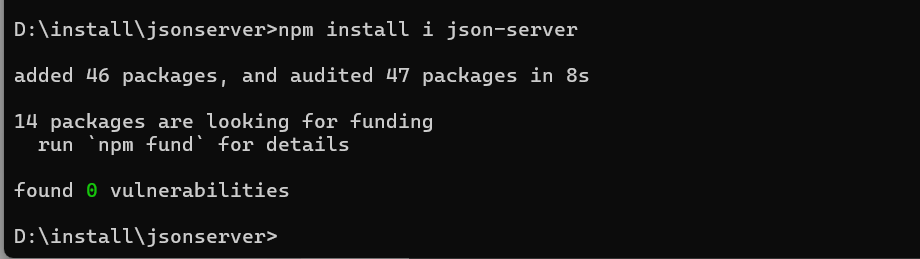 D:\install\jsonserver>npm install i json-server
added 46 packages, and audited 47 packages in 8s
14 packages are looking for funding
  run `npm fund` for details
found 0 vulnerabilities
D:\install\jsonserver>